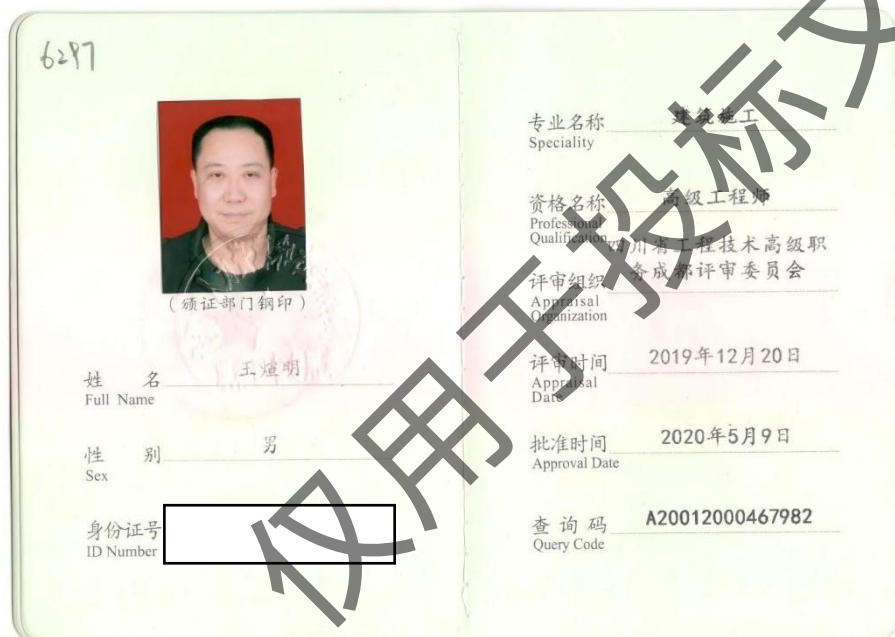 6297
(颁证部门钢印)
姓 名 王煊明
Full Name
性 别 男
Sex
身份证号
ID Number
专业名称 建筑施工
Speciality
资格名称 高级工程师
Professional
Qualification
四川省工程技术高级职
评审组织 务成都评审委员会
Appraisal
Organization
评审时间 2019年12月20日
Appraisal
Date
批准时间 2020年5月9日
Approval Date
查询码 A20012000467982
Query Code
仅用于投标文